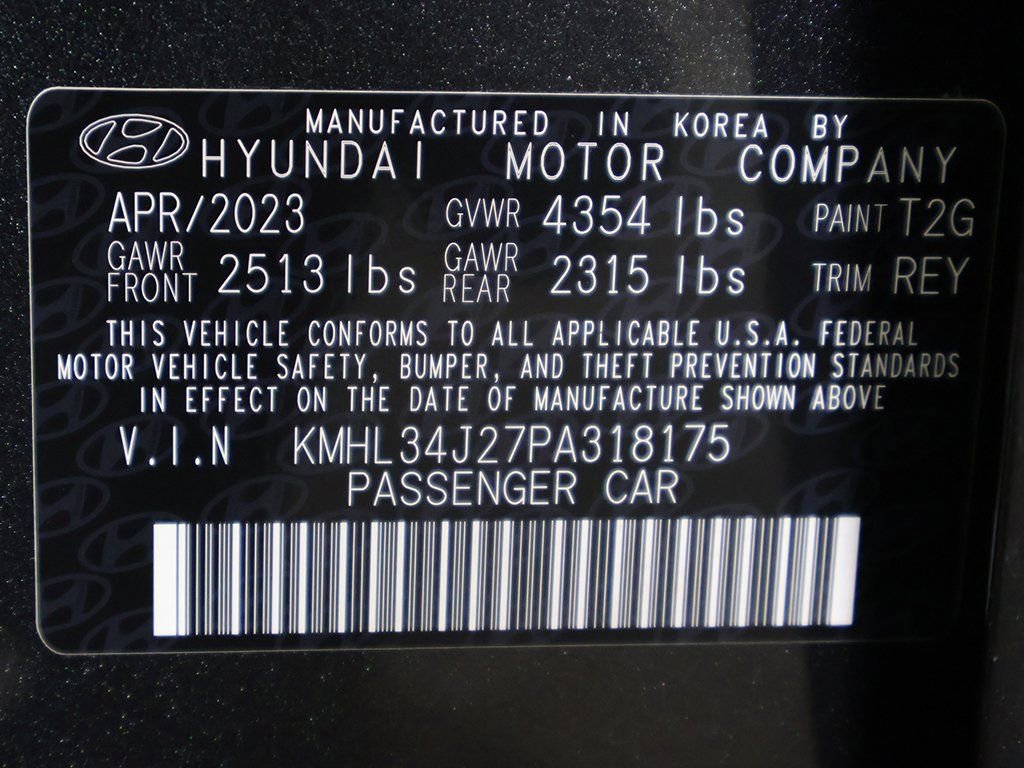 MANUFACTURED IN KOREA BY
HYUNDAI MOTOR COMPANY
APR/2023 GVWR 4354 lbs PAINT T2G
GAWR FRONT 2513 lbs GAWR REAR 2315 lbs TRIM REY
THIS VEHICLE CONFORMS TO ALL APPLICABLE U.S.A. FEDERAL
MOTOR VEHICLE SAFETY, BUMPER, AND THEFT PREVENTION STANDARDS
IN EFFECT ON THE DATE OF MANUFACTURE SHOWN ABOVE
V.I.N KMHL34J27PA318175
PASSENGER CAR